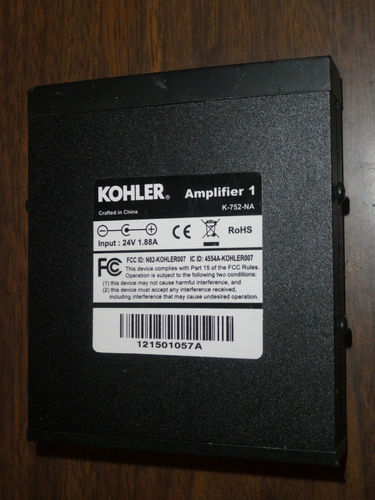 KOHLER® Amplifier 1
Crafted in China K-752-NA
Input : 24V 1.88A CE RoHS
FC FCC ID: N82-KOHLER007 IC ID: 4554A-KOHLER007
This device complies with Part 15 of the FCC Rules.
Operation is subject to the following two conditions:
(1) this device may not cause harmful interference, and
(2) this device must accept any interference received,
including interference that may cause undesired operation.
121501057A